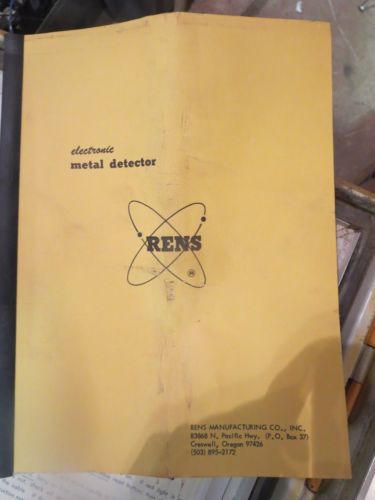 electronic
metal detector
RENS
®
RENS MANUFACTURING CO., INC.
83868 N. Pacific Hwy. (P.O. Box 37)
Creswell, Oregon 97426
(503) 895-2172